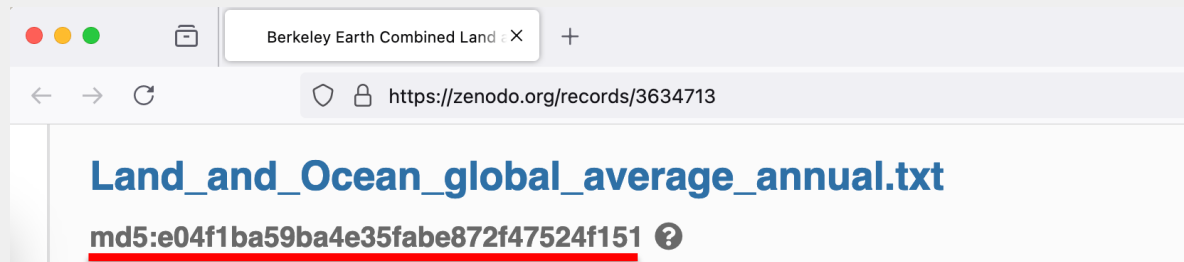 Berkeley Earth Combined Land
https://zenodo.org/records/3634713
Land_and_Ocean_global_average_annual.txt
md5:e04f1ba59ba4e35fabe872f47524f151 ?